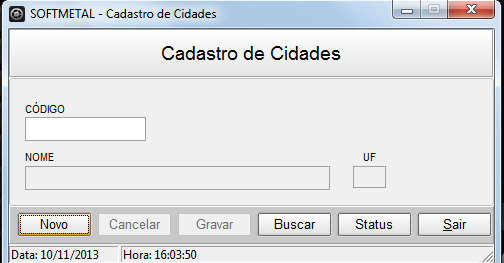 SOFTMETAL - Cadastro de Cidades
Cadastro de Cidades
CÓDIGO
NOME UF
Novo Cancelar Gravar Buscar Status Sair
Data: 10/11/2013 Hora: 16:03:50